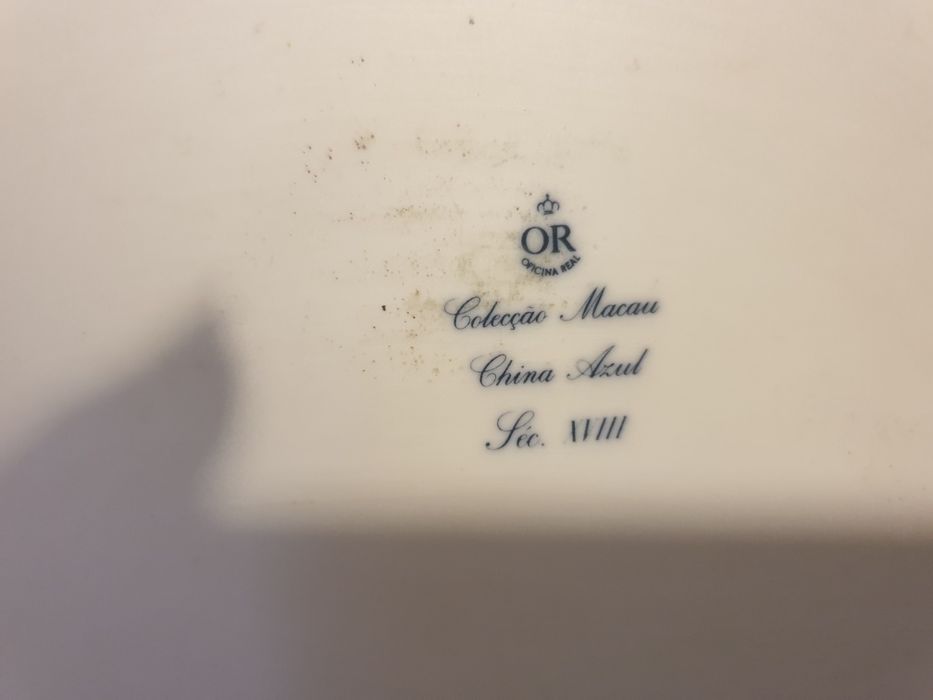 OR
OFICINA REAL
Colecção Macau
China Azul
Séc. XVIII